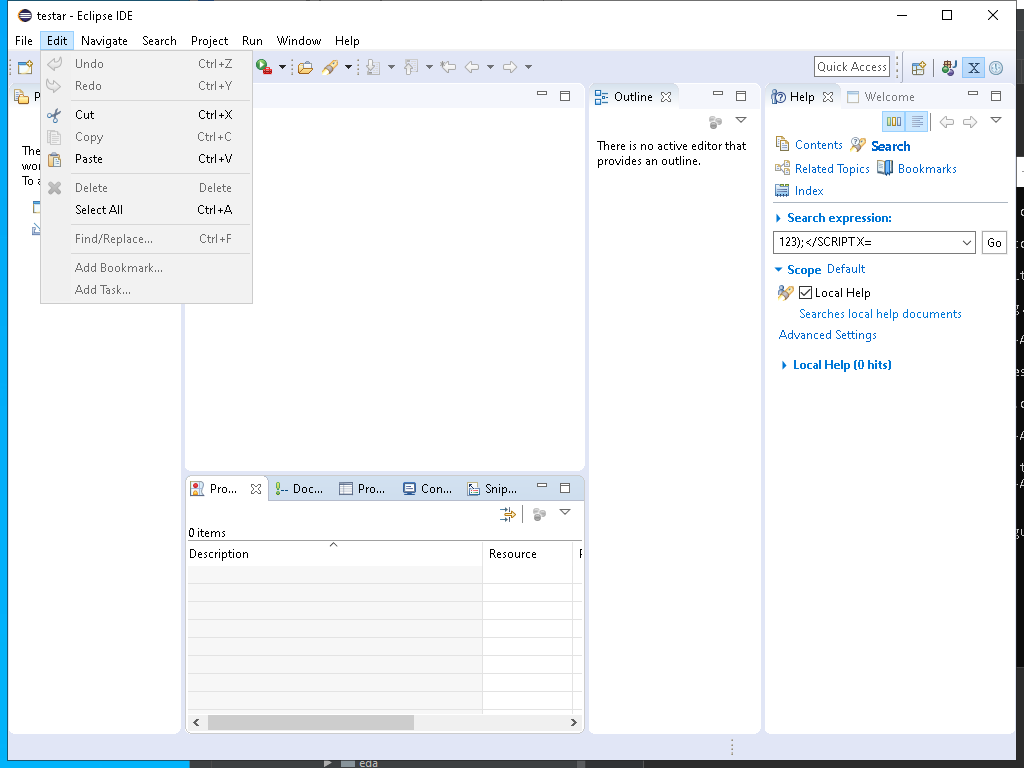 testar - Eclipse IDE
File Edit Navigate Search Project Run Window Help
Undo Ctrl+Z
Redo Ctrl+Y
Cut Ctrl+X
Copy Ctrl+C
Paste Ctrl+V
Delete Delete
Select All Ctrl+A
Find/Replace... Ctrl+F
Add Bookmark...
Add Task...
Quick Access
Outline
There is no active editor that
provides an outline.
Help Welcome
Contents Search
Related Topics Bookmarks
Index
Search expression:
123);</SCRIPT X= Go
Scope Default
Local Help
Searches local help documents
Advanced Settings
Local Help (0 hits)
Pro... Doc... Pro... Con... Snip...
0 items
Description Resource
eda